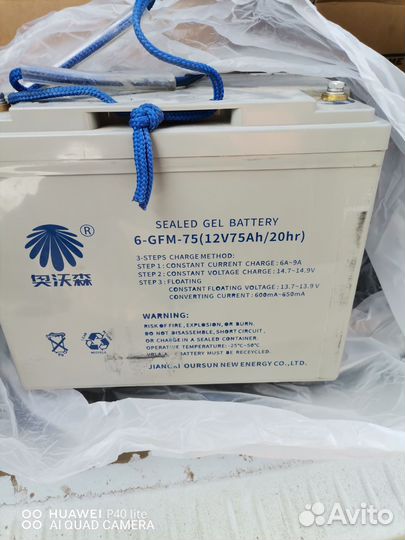 ®
奥沃森
SEALED GEL BATTERY
6-GFM-75(12V75Ah/20hr)
3-STEPS CHARGE METHOD:
STEP 1: CONSTANT CURRENT CHARGE: 6A~9A
STEP 2: CONSTANT VOLTAGE CHARGE: 14.7~14.9V
STEP 3: FLOATING
CONSTANT FLOATING VOLTAGE: 13.7~13.9V
CONVERTING CURRENT: 600mA~650mA
WARNING:
RISK OF FIRE, EXPLOSION, OR BURN.
DO NOT DISASSEMBLE, SHORT CIRCUIT,
OR CHARGE IN A SEALED CONTAINER.
OPERATIVE TEMPERATURE: -25℃~50℃
BATTERY MUST BE RECYCLED.
JIANGXI OURSUN NEW ENERGY CO.,LTD.
Pb
RECYCLE
HUAWEI P40 lite
AI QUAD CAMERA
Avito